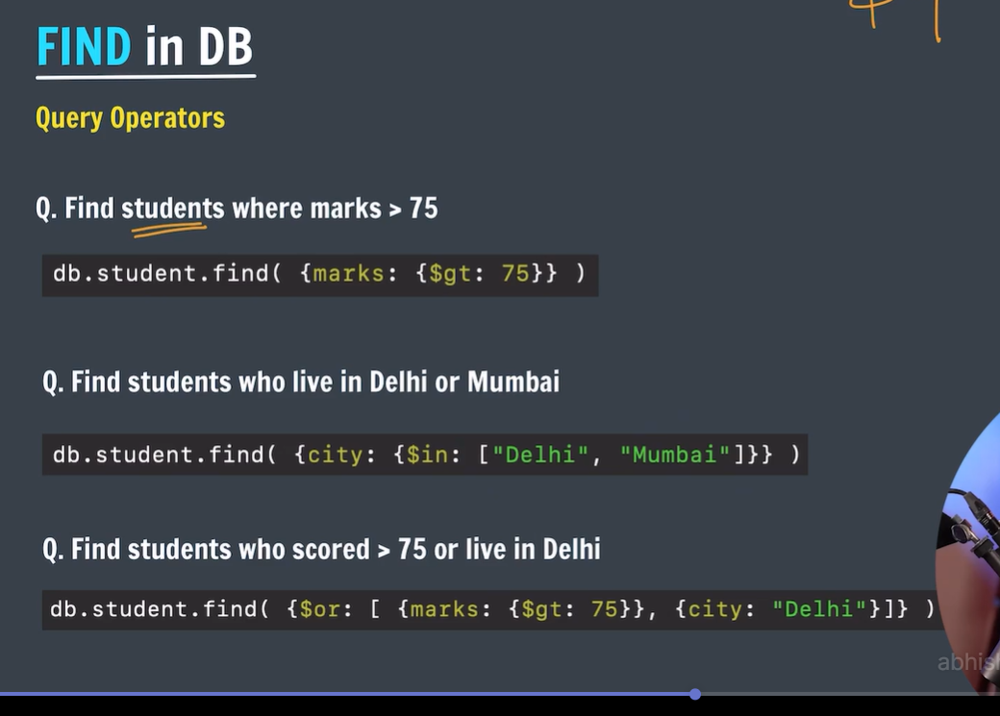 FIND in DB
Query Operators
Q. Find students where marks > 75
db.student.find( {marks: {$gt: 75}} )
Q. Find students who live in Delhi or Mumbai
db.student.find( {city: {$in: ["Delhi", "Mumbai"]}} )
Q. Find students who scored > 75 or live in Delhi
db.student.find( {$or: [ {marks: {$gt: 75}}, {city: "Delhi"}]} )